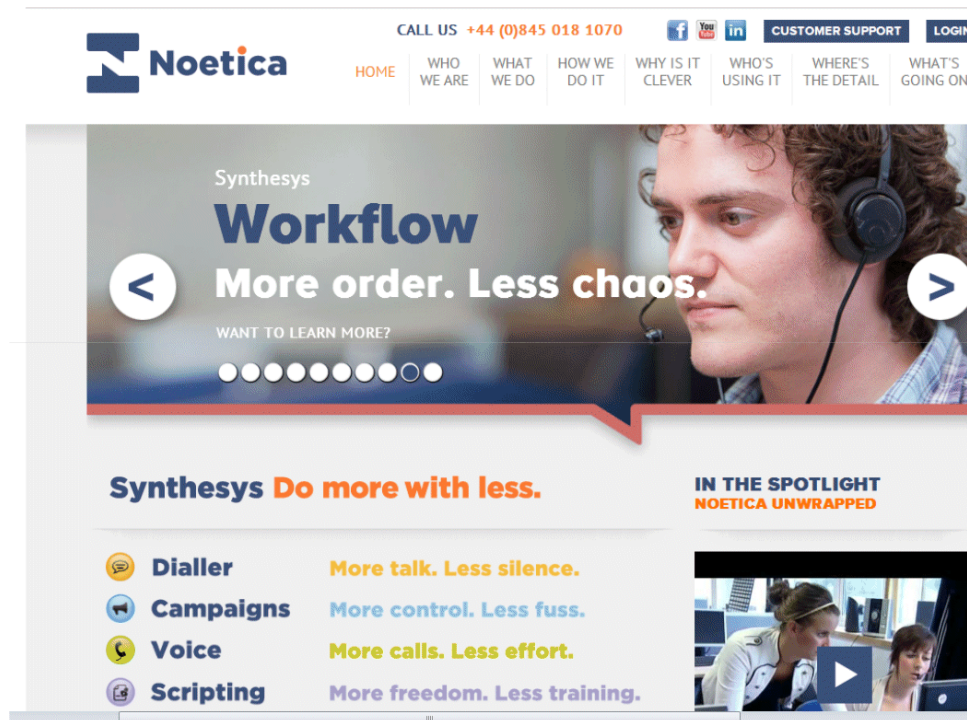 CALL US +44 (0)845 018 1070
f You Tube in
CUSTOMER SUPPORT
LOGIN
Noetica
HOME
WHO
WE ARE
WHAT
WE DO
HOW WE
DO IT
WHY IS IT
CLEVER
WHO'S
USING IT
WHERE'S
THE DETAIL
WHAT'S
GOING ON
Synthesys
Workflow
More order. Less chaos.
WANT TO LEARN MORE?
< >
Synthesys Do more with less.
IN THE SPOTLIGHT
NOETICA UNWRAPPED
Dialler More talk. Less silence.
Campaigns More control. Less fuss.
Voice More calls. Less effort.
Scripting More freedom. Less training.